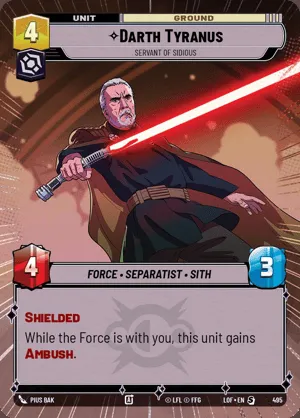 UNIT
GROUND
4
✧DARTH TYRANUS
SERVANT OF SIDIOUS
4
FORCE • SEPARATIST • SITH
3
SHIELDED
While the Force is with you, this unit gains
AMBUSH.
PIUS BAK
© LFL © FFG
LOF • EN
S
495